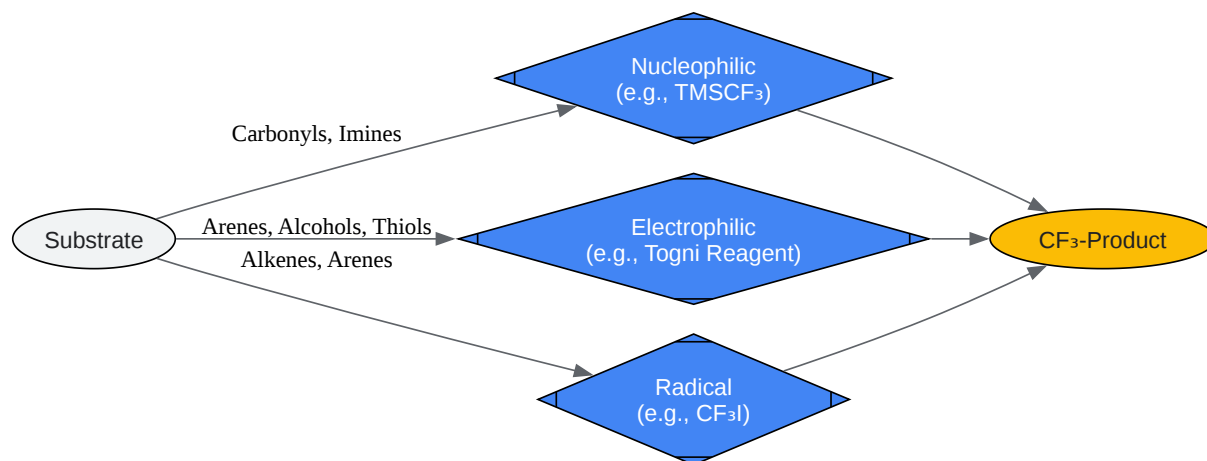 Nucleophilic
(e.g., TMSCF₃)
Carbonyls, Imines
Substrate
Arenes, Alcohols, Thiols
Electrophilic
(e.g., Togni Reagent)
CF₃-Product
Alkenes, Arenes
Radical
(e.g., CF₃I)